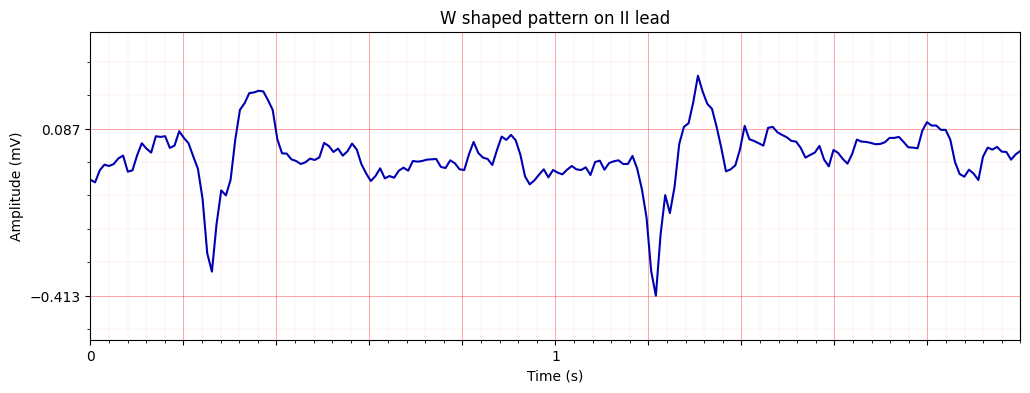 W shaped pattern on II lead
Amplitude (mV)
0.087
−0.413
0
1
Time (s)